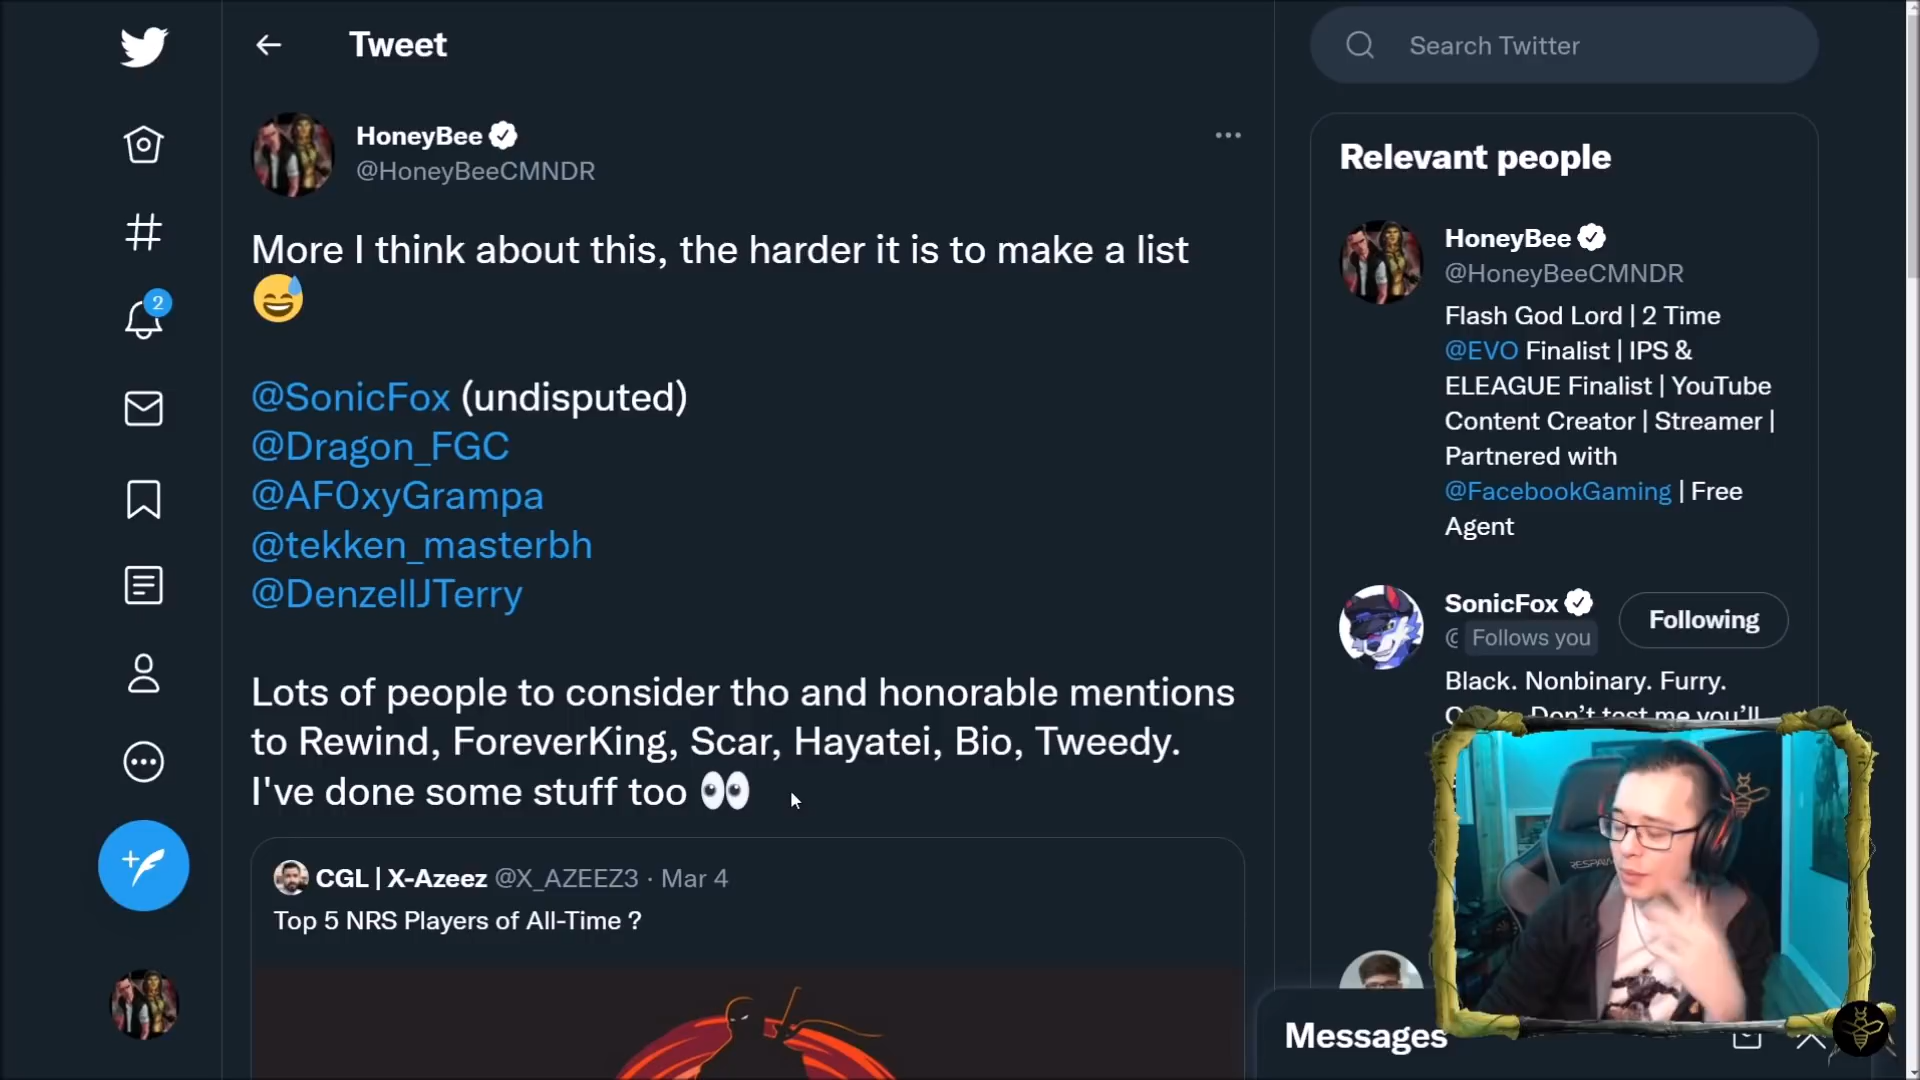 Tweet
Search Twitter
HoneyBee
@HoneyBeeCMNDR
More I think about this, the harder it is to make a list
😅
@SonicFox (undisputed)
@Dragon_FGC
@AF0xyGrampa
@tekken_masterbh
@DenzellJTerry
Lots of people to consider tho and honorable mentions
to Rewind, ForeverKing, Scar, Hayatei, Bio, Tweedy.
I've done some stuff too 👀
CGL | X-Azeez @X_AZEEZ3 · Mar 4
Top 5 NRS Players of All-Time ?
2
Relevant people
HoneyBee
@HoneyBeeCMNDR
Flash God Lord | 2 Time
@EVO Finalist | IPS &
ELEAGUE Finalist | YouTube
Content Creator | Streamer |
Partnered with
@FacebookGaming | Free
Agent
SonicFox
Following
Follows you
Black. Nonbinary. Furry.
Don't test me you'll
Messages